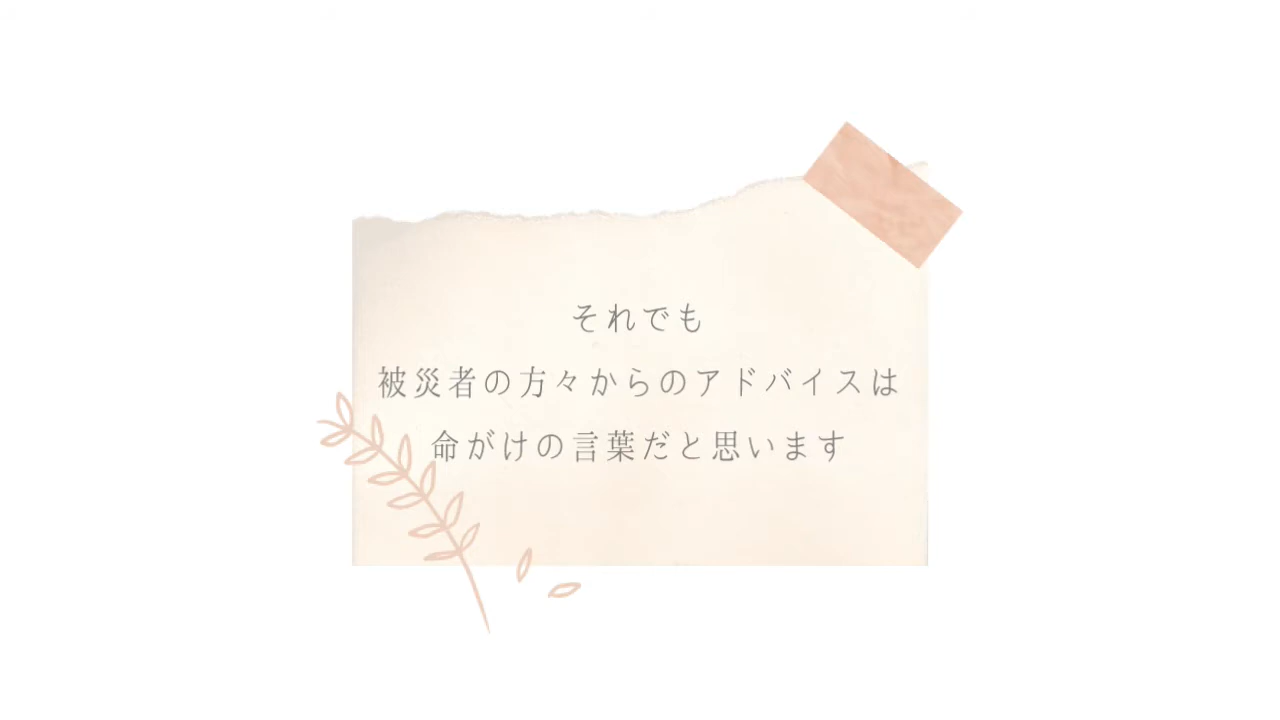 それでも
被災者の方々からのアドバイスは
命がけの言葉だと思います